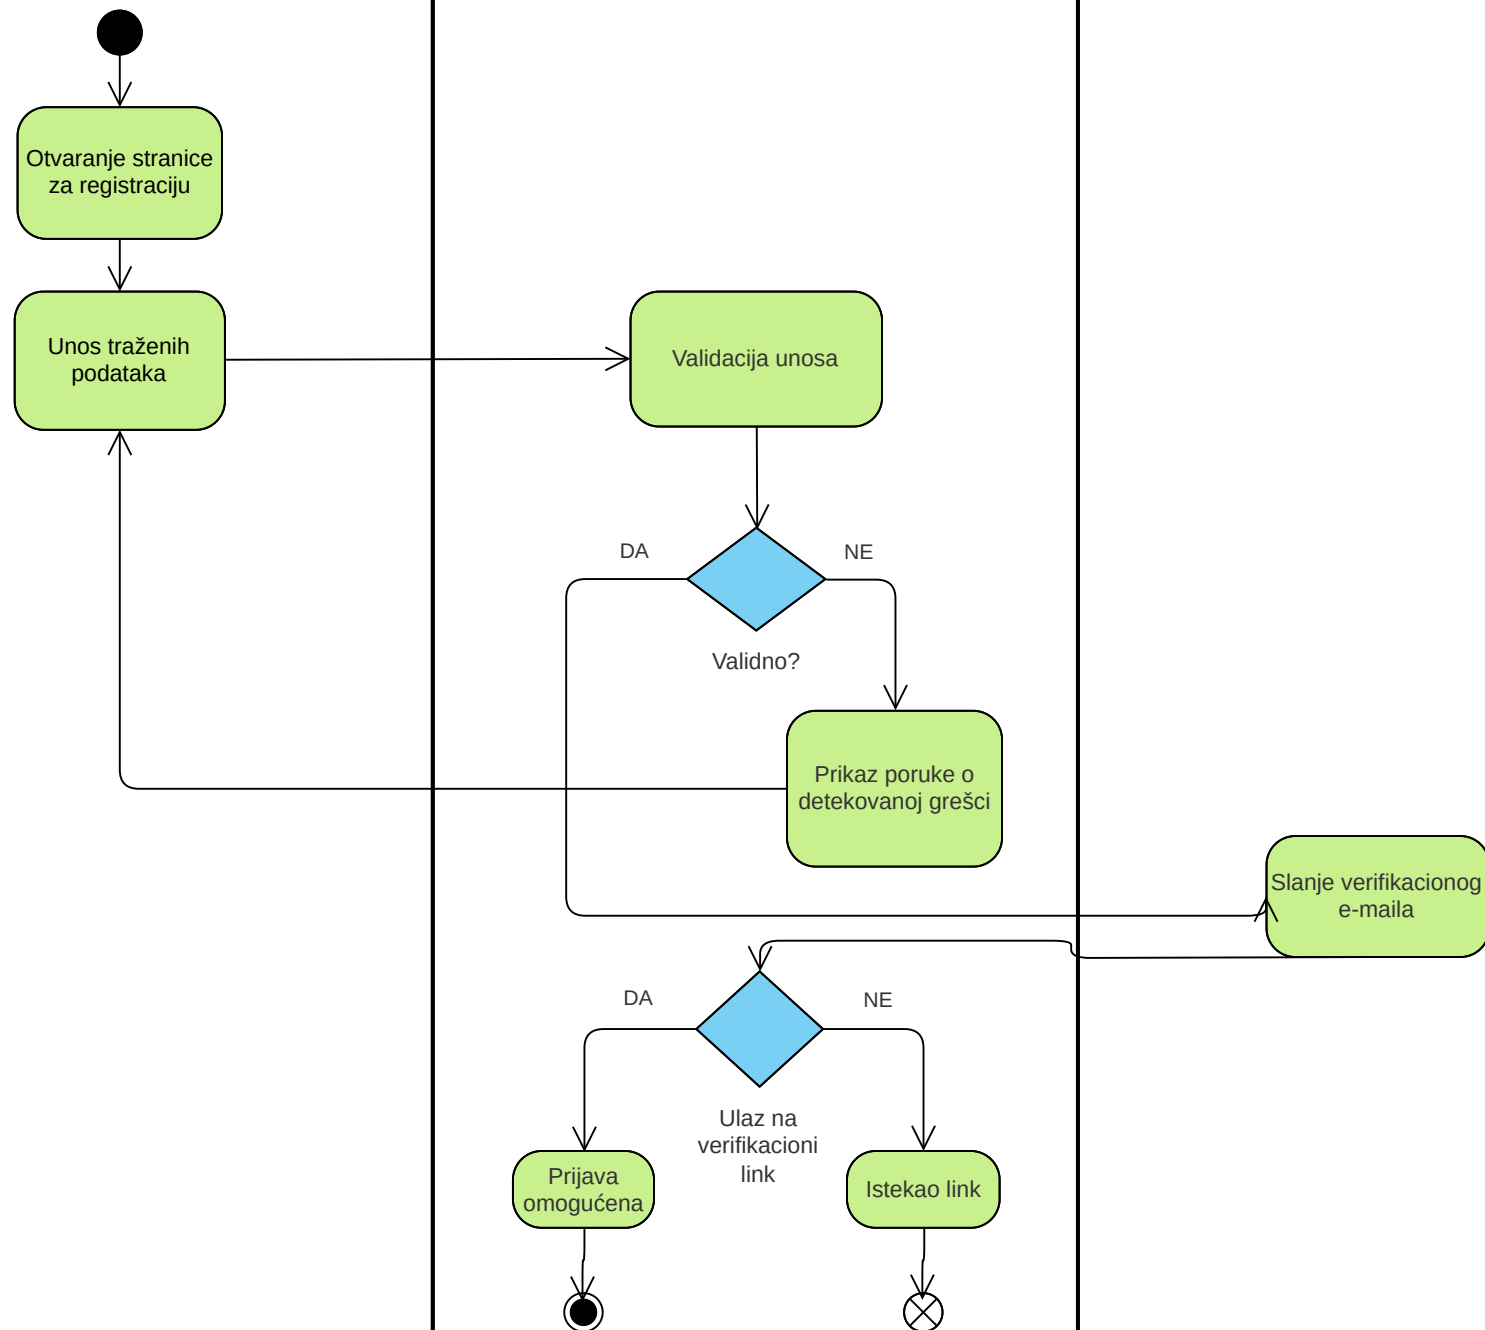 Otvaranje stranice
za registraciju
Unos traženih
podataka
Validacija unosa
DA
NE
Validno?
Prikaz poruke o
detekovanoj grešci
Slanje verifikacionog
e-maila
DA
NE
Ulaz na
verifikacioni
link
Prijava
omogućena
Istekao link